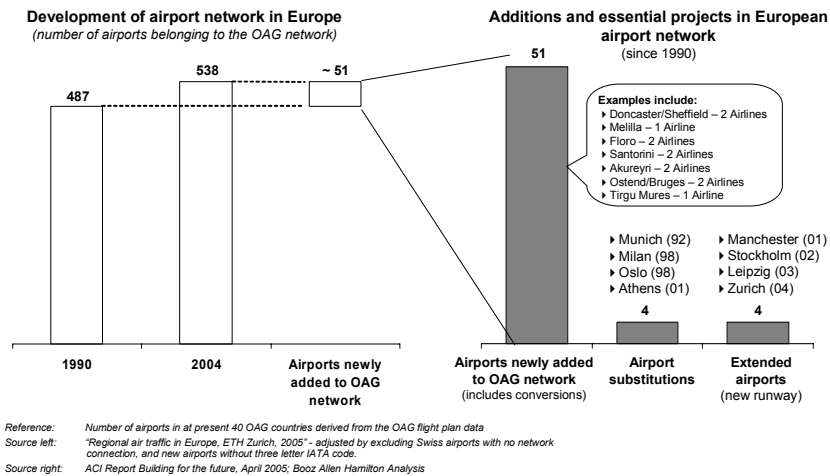 Development of airport network in Europe
(number of airports belonging to the OAG network)
487
538
~ 51
1990
2004
Airports newly
added to OAG
network
Additions and essential projects in European
airport network
(since 1990)
51
Examples include:
Doncaster/Sheffield – 2 Airlines
Melilla – 1 Airline
Floro – 2 Airlines
Santorini – 2 Airlines
Akureyri – 2 Airlines
Ostend/Bruges – 2 Airlines
Tirgu Mures – 1 Airline
Munich (92)
Milan (98)
Oslo (98)
Athens (01)
4
Manchester (01)
Stockholm (02)
Leipzig (03)
Zurich (04)
4
Airports newly added
to OAG network
(includes conversions)
Airport
substitutions
Extended
airports
(new runway)
Reference: Number of airports in at present 40 OAG countries derived from the OAG flight plan data
Source left: "Regional air traffic in Europe, ETH Zurich, 2005" - adjusted by excluding Swiss airports with no network
connection, and new airports without three letter IATA code.
Source right: ACI Report Building for the future, April 2005; Booz Allen Hamilton Analysis